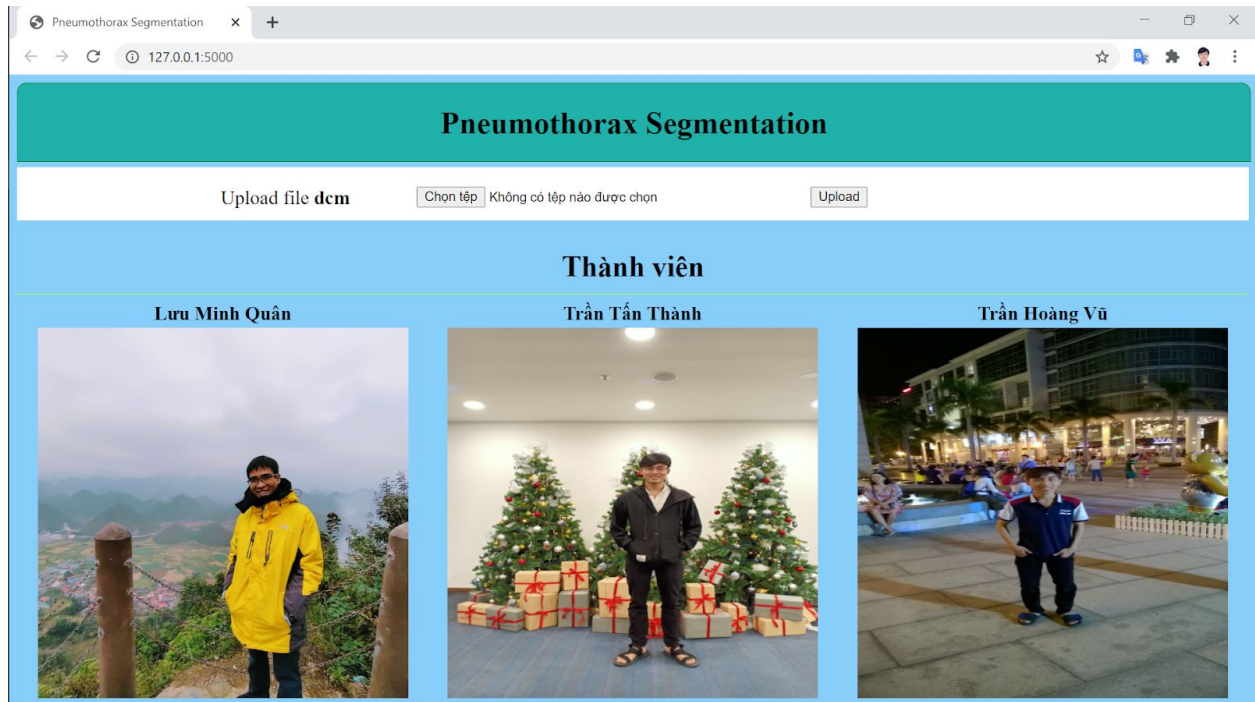 Pneumothorax Segmentation
127.0.0.1:5000
Pneumothorax Segmentation
Upload file dcm Chọn tệp Không có tệp nào được chọn Upload
Thành viên
Lưu Minh Quân Trần Tấn Thành Trần Hoàng Vũ